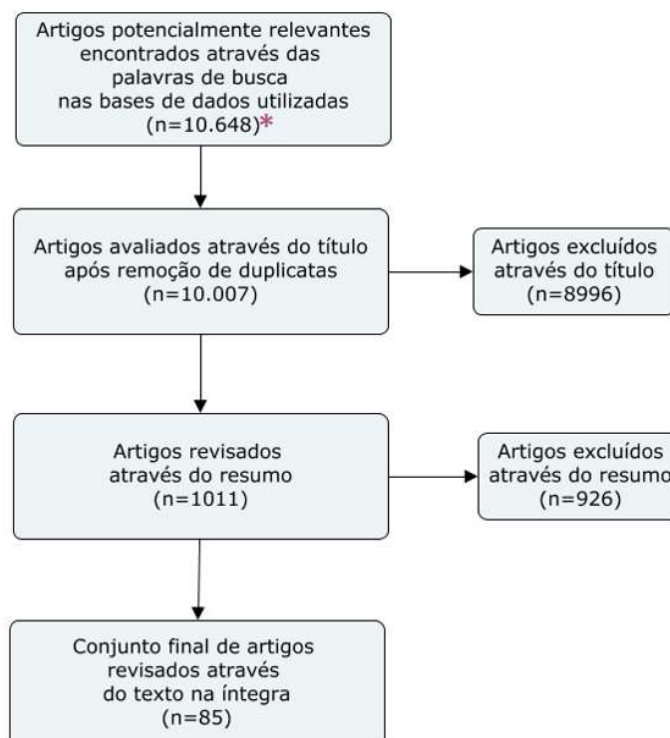 Artigos potencialmente relevantes
encontrados através das
palavras de busca
nas bases de dados utilizadas
(n=10.648)*
Artigos avaliados através do título
após remoção de duplicatas
(n=10.007)
Artigos excluídos
através do título
(n=8996)
Artigos revisados
através do resumo
(n=1011)
Artigos excluídos
através do resumo
(n=926)
Conjunto final de artigos
revisados através
do texto na íntegra
(n=85)